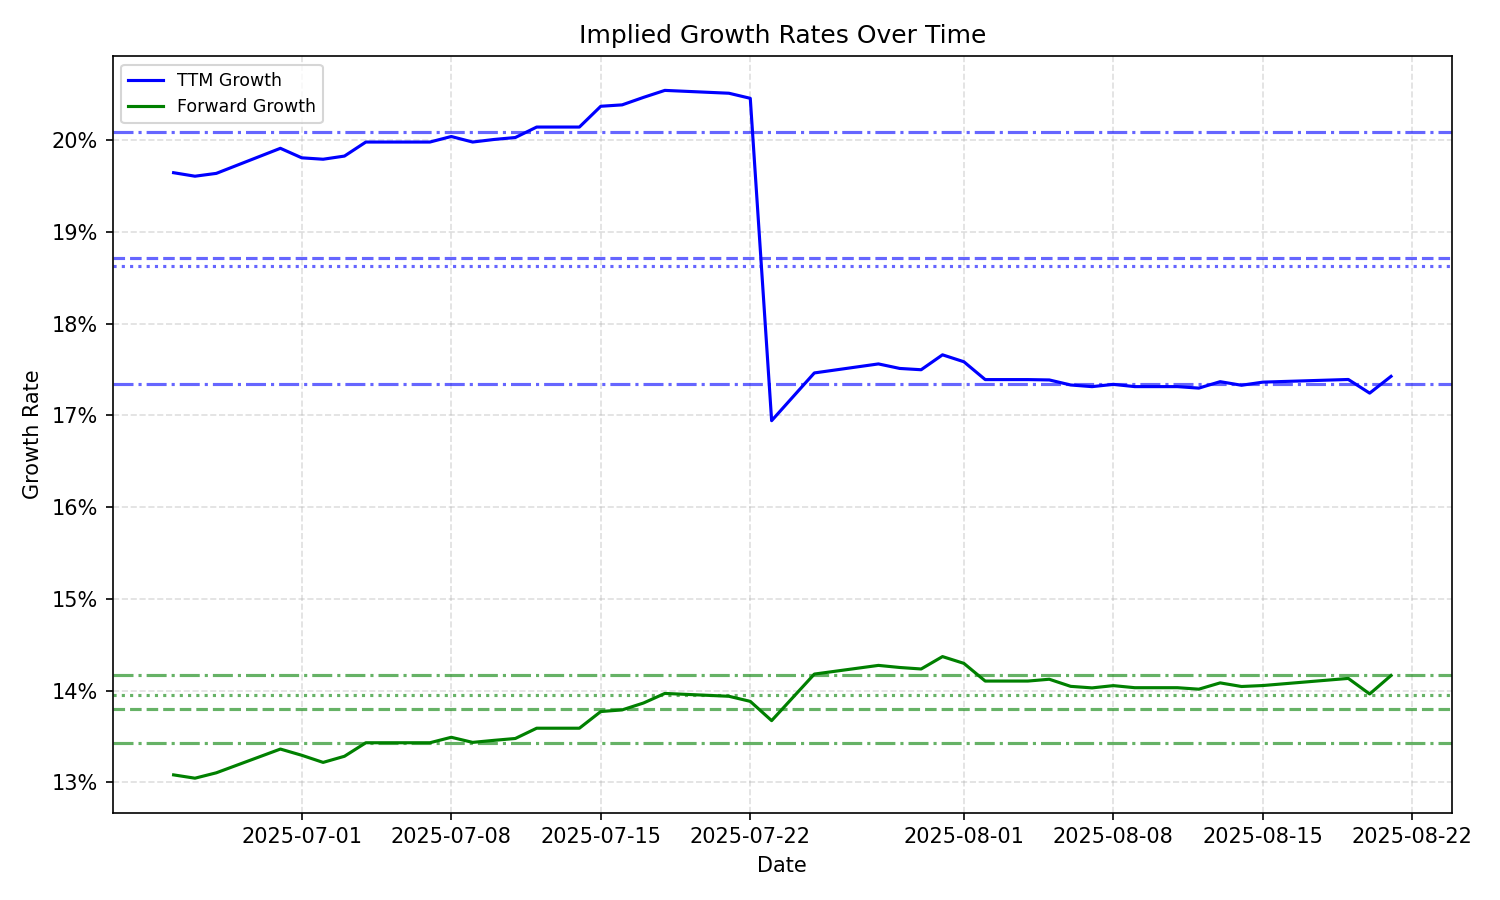 Implied Growth Rates Over Time
TTM Growth
Forward Growth
20%
19%
18%
17%
16%
15%
14%
13%
Growth Rate
2025-07-01 2025-07-08 2025-07-15 2025-07-22 2025-08-01 2025-08-08 2025-08-15 2025-08-22
Date